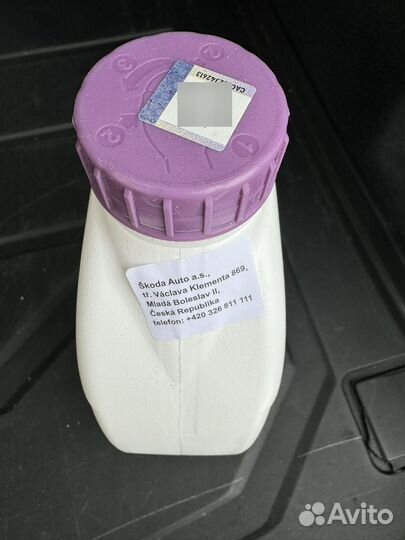 Škoda Auto a.s.,
tř. Václava Klementa 869,
Mladá Boleslav II,
Česká Republika
telefon: +420 326 811 111
Avito